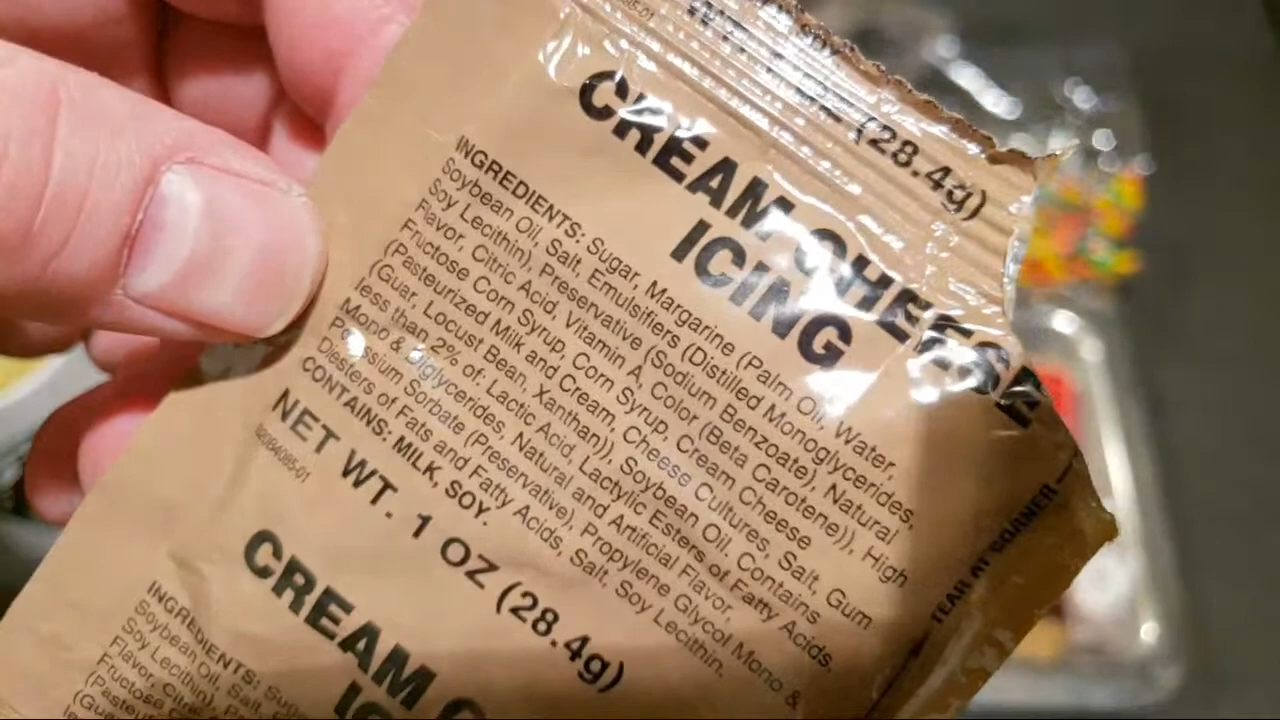 (28.4g)
CREAM CHEESE
ICING
INGREDIENTS: Sugar, Margarine (Palm Oil, Water,
Soybean Oil, Salt, Emulsifiers (Distilled Monoglycerides,
Soy Lecithin), Preservative (Sodium Benzoate), Natural
Flavor, Citric Acid, Vitamin A, Color (Beta Carotene)), High
Fructose Corn Syrup, Corn Syrup, Cream Cheese
(Pasteurized Milk and Cream, Cheese Cultures, Salt, Gum
(Guar, Locust Bean, Xanthan)), Soybean Oil. Contains
less than 2% of: Lactic Acid, Lactylic Esters of Fatty Acids,
Mono & Diglycerides, Natural and Artificial Flavor,
Potassium Sorbate (Preservative), Propylene Glycol Mono &
Diesters of Fats and Fatty Acids, Salt, Soy Lecithin.
CONTAINS: MILK, SOY.
NET WT. 1 OZ (28.4g)
TEAR AT CORNER
CREAM
INGREDIENTS:
Soybean Oil, Salt,
Soy Lecithin),
Flavor,
Fructose